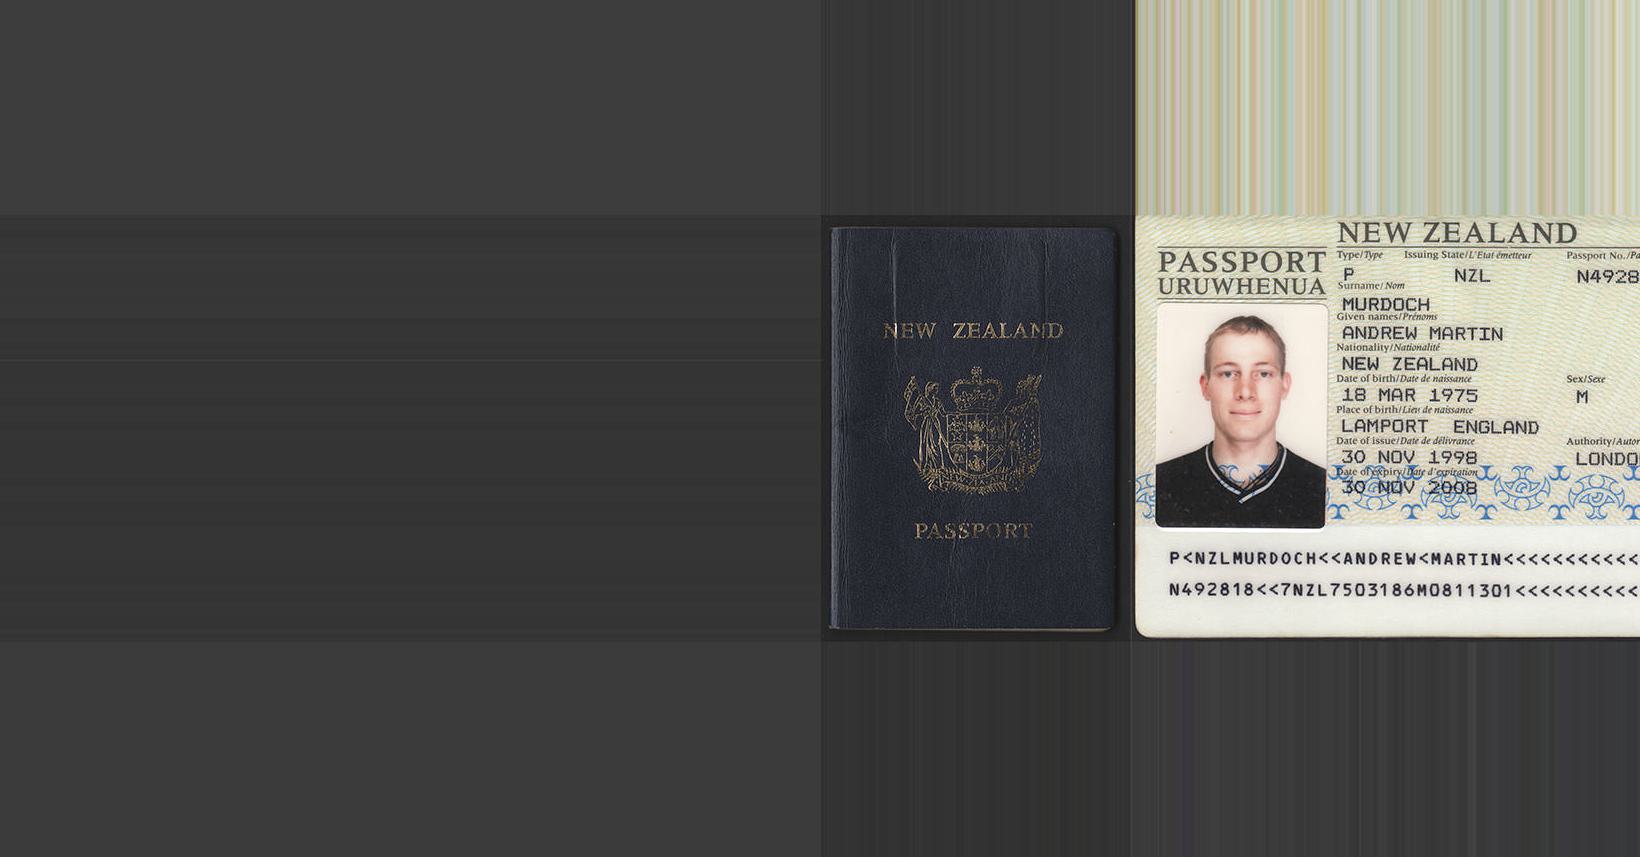 NEW ZEALAND
PASSPORT
NEW ZEALAND
PASSPORT
URUWHENUA
Type/Type Issuing State/L'Etat émetteur Passport No./Pa
P NZL N4928
Surname/Nom
MURDOCH
Given names/Prénoms
ANDREW MARTIN
Nationality/Nationalité
NEW ZEALAND
Date of birth/Date de naissance Sex/Sexe
18 MAR 1975 M
Place of birth/Lieu de naissance
LAMPORT ENGLAND
Date of issue/Date de délivrance Authority/Autor
30 NOV 1998 LONDO
Date of expiry/Date d'expiration
30 NOV 2008
P<NZLMURDOCH<<ANDREW<MARTIN<<<<<<<<<<<
N492818<<7NZL7503186M0811301<<<<<<<<<<